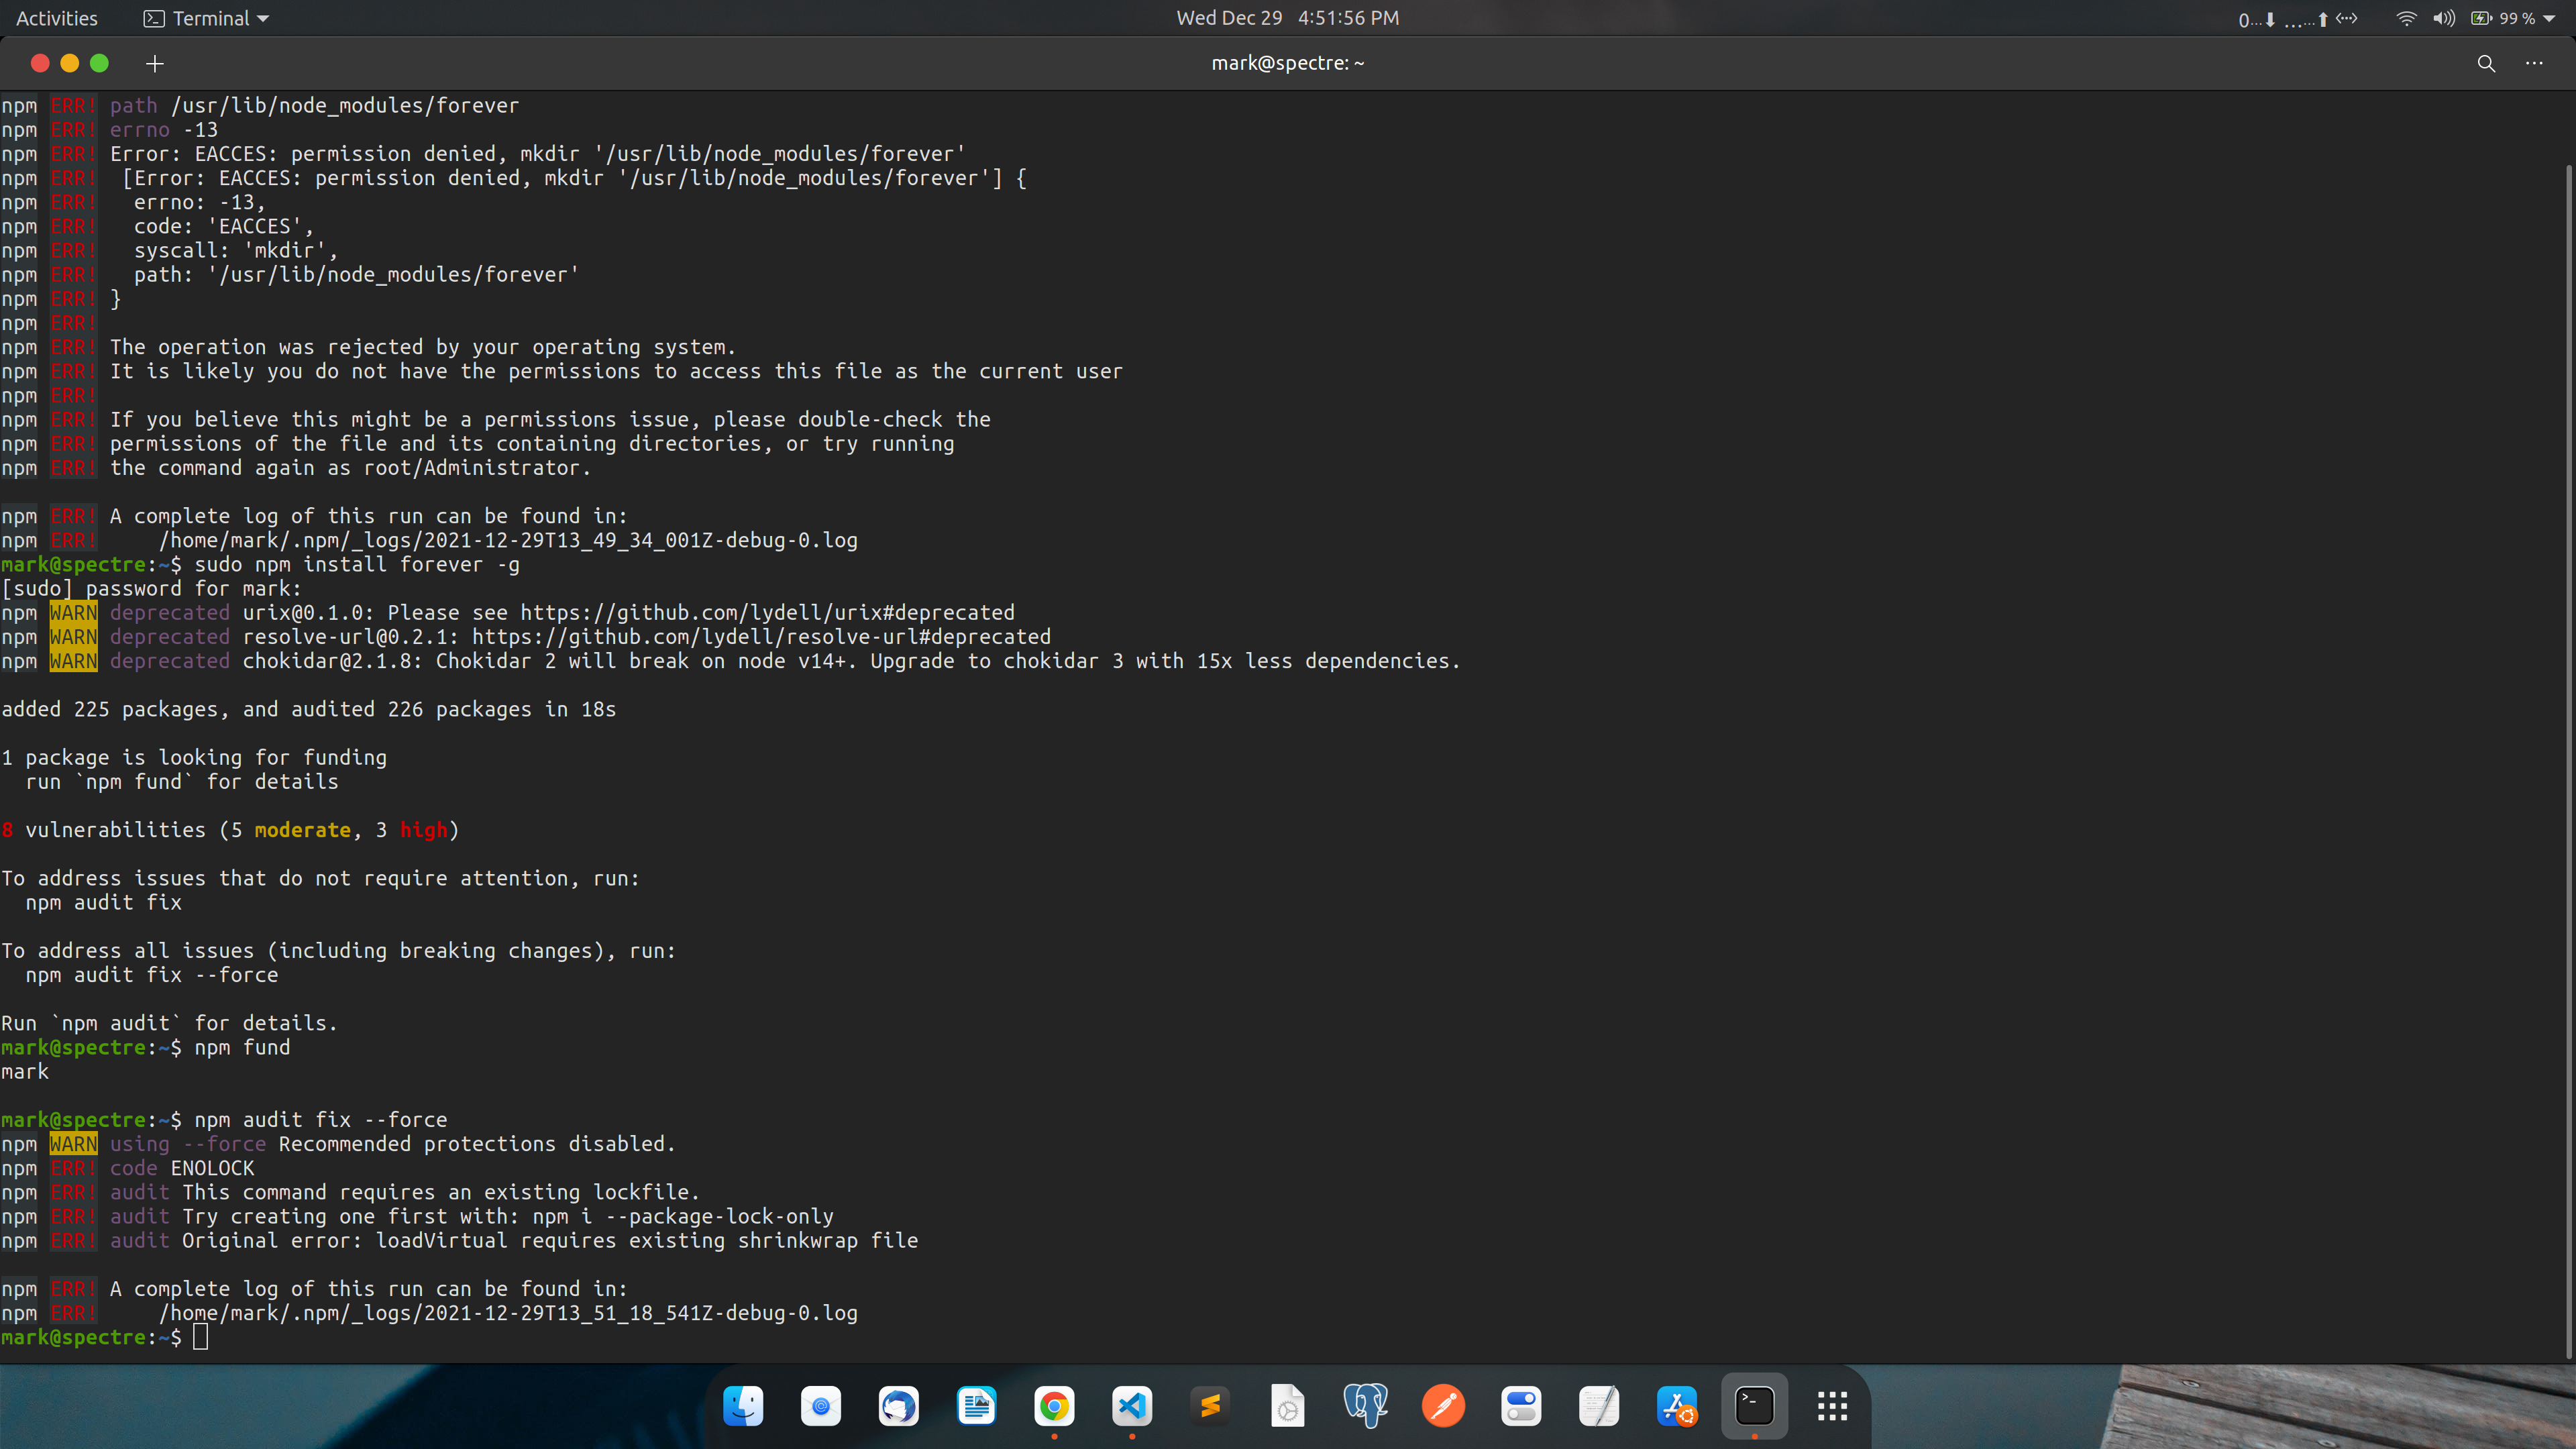 Activities
Terminal
Wed Dec 29 4:51:56 PM
0...⬇ ......⬆
99 %
mark@spectre: ~
npm ERR! path /usr/lib/node_modules/forever
npm ERR! errno -13
npm ERR! Error: EACCES: permission denied, mkdir '/usr/lib/node_modules/forever'
npm ERR!  [Error: EACCES: permission denied, mkdir '/usr/lib/node_modules/forever'] {
npm ERR!   errno: -13,
npm ERR!   code: 'EACCES',
npm ERR!   syscall: 'mkdir',
npm ERR!   path: '/usr/lib/node_modules/forever'
npm ERR! }
npm ERR!
npm ERR! The operation was rejected by your operating system.
npm ERR! It is likely you do not have the permissions to access this file as the current user
npm ERR!
npm ERR! If you believe this might be a permissions issue, please double-check the
npm ERR! permissions of the file and its containing directories, or try running
npm ERR! the command again as root/Administrator.
npm ERR! A complete log of this run can be found in:
npm ERR!     /home/mark/.npm/_logs/2021-12-29T13_49_34_001Z-debug-0.log
mark@spectre:~$ sudo npm install forever -g
[sudo] password for mark:
npm WARN deprecated urix@0.1.0: Please see https://github.com/lydell/urix#deprecated
npm WARN deprecated resolve-url@0.2.1: https://github.com/lydell/resolve-url#deprecated
npm WARN deprecated chokidar@2.1.8: Chokidar 2 will break on node v14+. Upgrade to chokidar 3 with 15x less dependencies.
added 225 packages, and audited 226 packages in 18s
1 package is looking for funding
  run `npm fund` for details
8 vulnerabilities (5 moderate, 3 high)
To address issues that do not require attention, run:
  npm audit fix
To address all issues (including breaking changes), run:
  npm audit fix --force
Run `npm audit` for details.
mark@spectre:~$ npm fund
mark
mark@spectre:~$ npm audit fix --force
npm WARN using --force Recommended protections disabled.
npm ERR! code ENOLOCK
npm ERR! audit This command requires an existing lockfile.
npm ERR! audit Try creating one first with: npm i --package-lock-only
npm ERR! audit Original error: loadVirtual requires existing shrinkwrap file
npm ERR! A complete log of this run can be found in:
npm ERR!     /home/mark/.npm/_logs/2021-12-29T13_51_18_541Z-debug-0.log
mark@spectre:~$